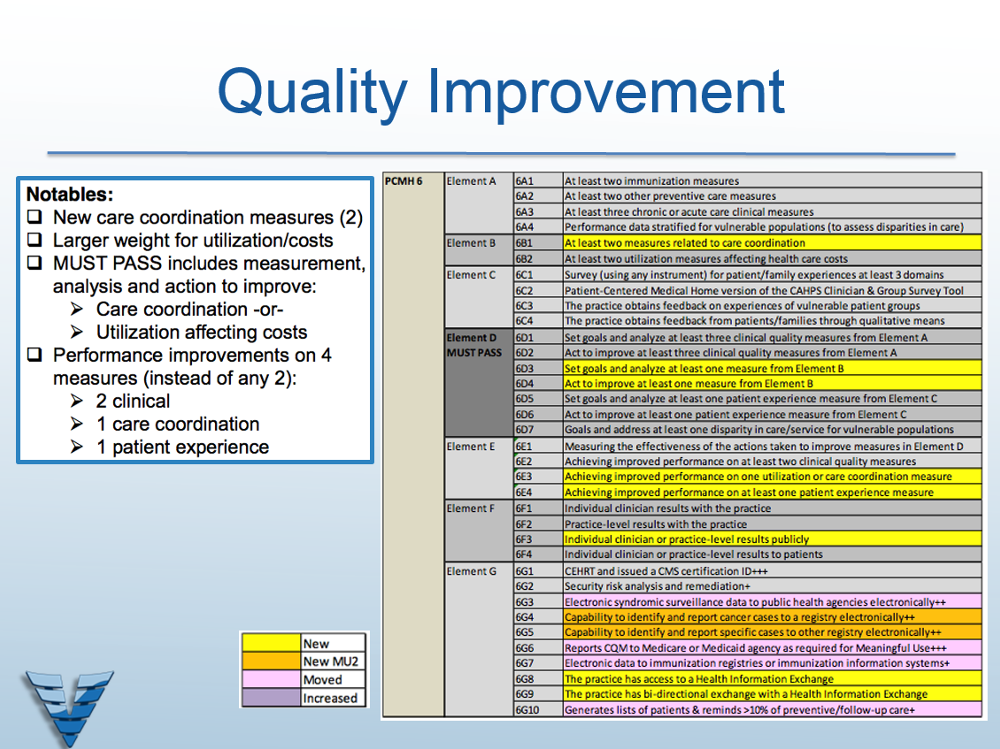 Quality Improvement
Notables:
New care coordination measures (2)
Larger weight for utilization/costs
MUST PASS includes measurement,
analysis and action to improve:
Care coordination -or-
Utilization affecting costs
Performance improvements on 4
measures (instead of any 2):
2 clinical
1 care coordination
1 patient experience
PCMH 6 Element A 6A1 At least two immunization measures
6A2 At least two other preventive care measures
6A3 At least three chronic or acute care clinical measures
6A4 Performance data stratified for vulnerable populations (to assess disparities in care)
Element B 6B1 At least two measures related to care coordination
6B2 At least two utilization measures affecting health care costs
Element C 6C1 Survey (using any instrument) for patient/family experiences at least 3 domains
6C2 Patient-Centered Medical Home version of the CAHPS Clinician & Group Survey Tool
6C3 The practice obtains feedback on experiences of vulnerable patient groups
6C4 The practice obtains feedback from patients/families through qualitative means
Element D 6D1 Set goals and analyze at least three clinical quality measures from Element A
MUST PASS 6D2 Act to improve at least three clinical quality measures from Element A
6D3 Set goals and analyze at least one measure from Element B
6D4 Act to improve at least one measure from Element B
6D5 Set goals and analyze at least one patient experience measure from Element C
6D6 Act to improve at least one patient experience measure from Element C
6D7 Goals and address at least one disparity in care/service for vulnerable populations
Element E 6E1 Measuring the effectiveness of the actions taken to improve measures in Element D
6E2 Achieving improved performance on at least two clinical quality measures
6E3 Achieving improved performance on one utilization or care coordination measure
6E4 Achieving improved performance on at least one patient experience measure
Element F 6F1 Individual clinician results with the practice
6F2 Practice-level results with the practice
6F3 Individual clinician or practice-level results publicly
6F4 Individual clinician or practice-level results to patients
Element G 6G1 CEHRT and issued a CMS certification ID+++
6G2 Security risk analysis and remediation+
6G3 Electronic syndromic surveillance data to public health agencies electronically++
6G4 Capability to identify and report cancer cases to a registry electronically++
6G5 Capability to identify and report specific cases to other registry electronically++
6G6 Reports CQM to Medicare or Medicaid agency as required for Meaningful Use+++
6G7 Electronic data to immunization registries or immunization information systems+
6G8 The practice has access to a Health Information Exchange
6G9 The practice has bi-directional exchange with a Health Information Exchange
6G10 Generates lists of patients & reminds >10% of preventive/follow-up care+
New
New MU2
Moved
Increased